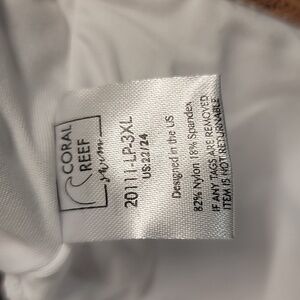 CORAL
REEF
swim
20111-LP-3XL
US:22/24
Designed in the US
82% Nylon 18% Spandex
IF ANY TAGS ARE REMOVED
ITEM IS NOT RETURNABLE